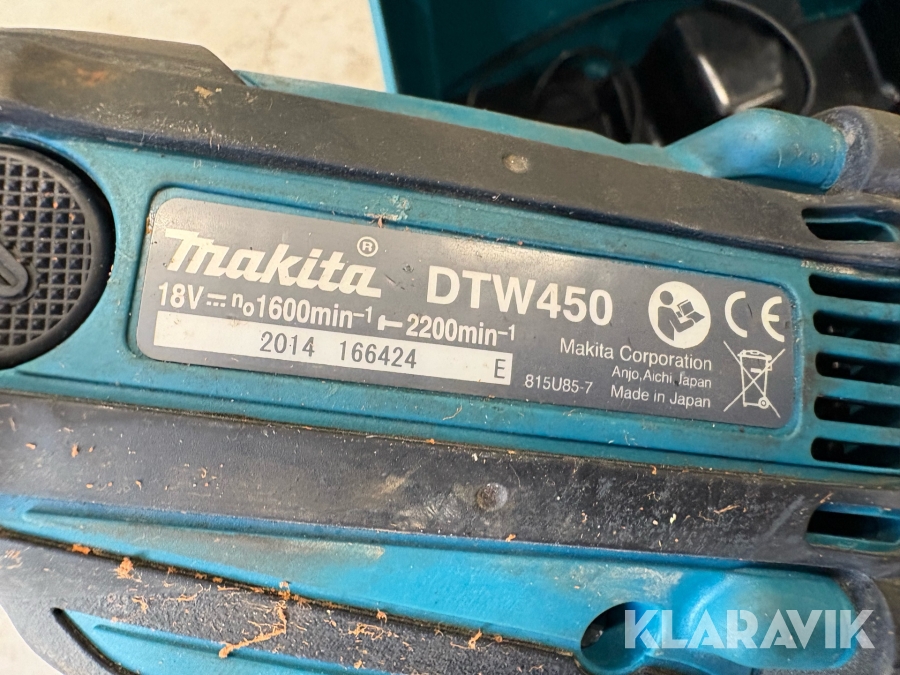 makita® DTW450
18V⎓ n₀1600min⁻¹ 2200min⁻¹
2014 166424 E
CE
Makita Corporation
Anjo, Aichi, Japan
815U85-7 Made in Japan
KLARAVIK